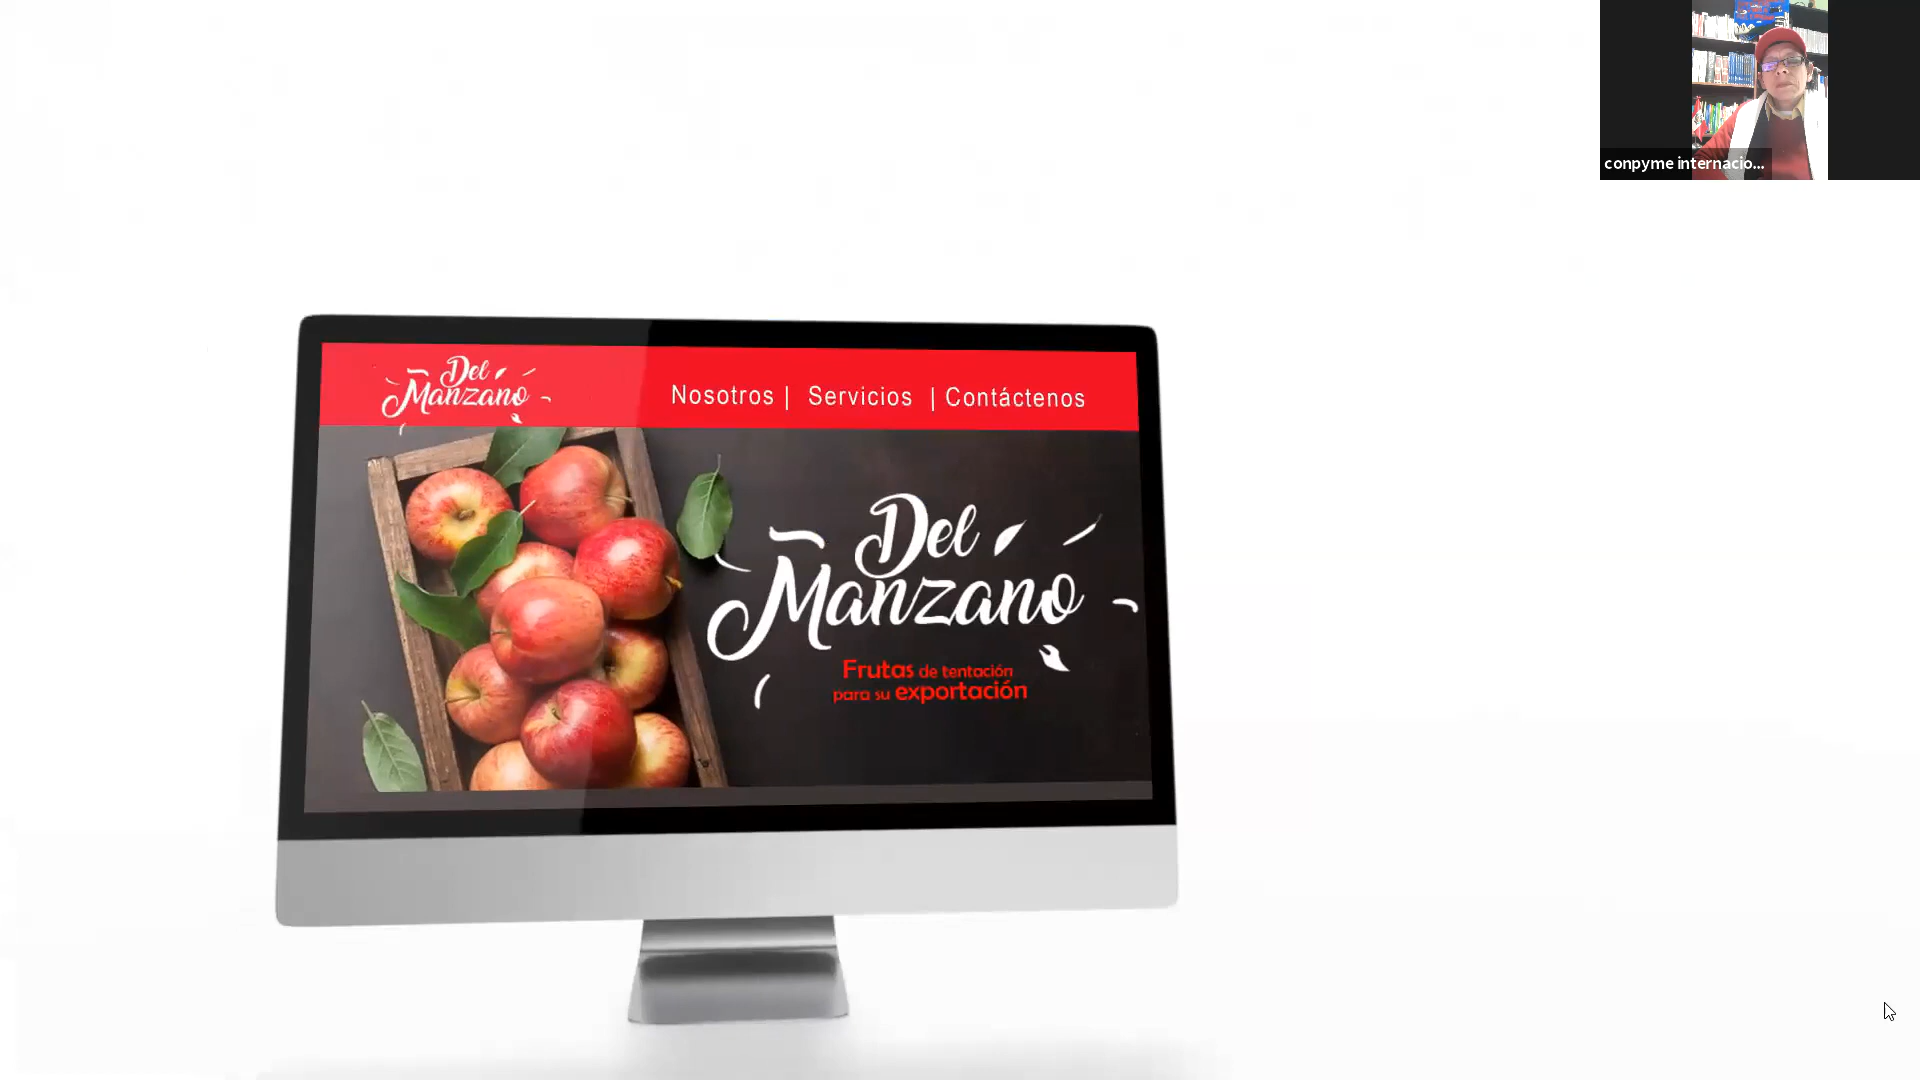 conpyme internacio...
Del
Manzano
Nosotros | Servicios | Contáctenos
Del
Manzano
Frutas de tentación
para su exportación